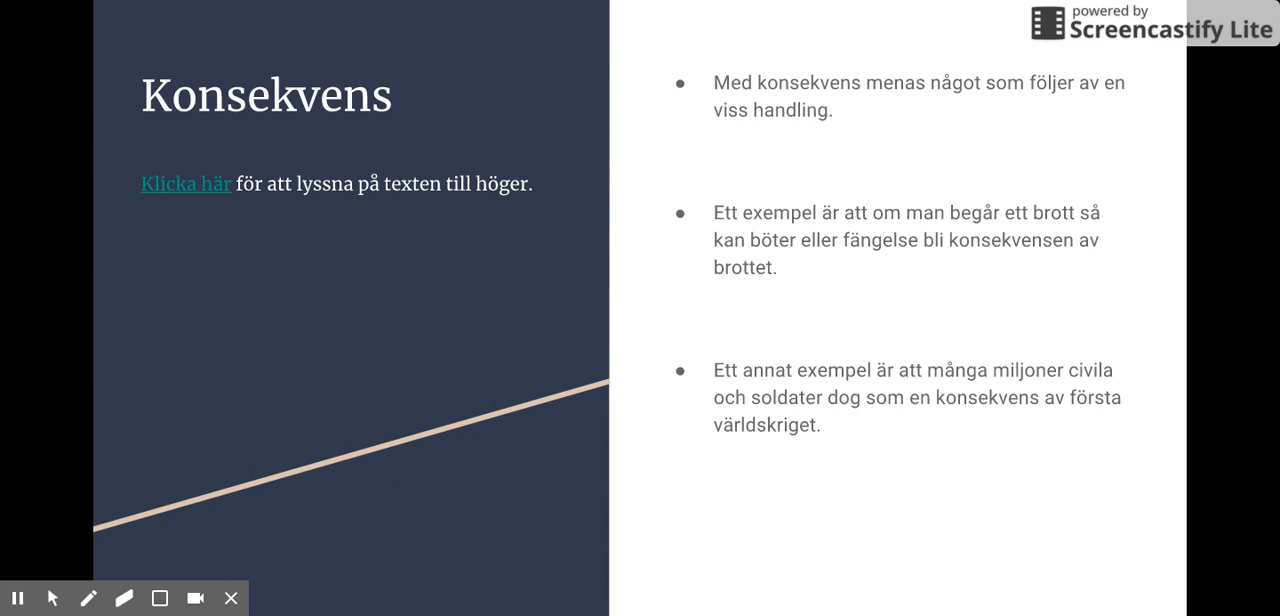 powered by
Screencastify Lite
Konsekvens
Klicka här för att lyssna på texten till höger.
● Med konsekvens menas något som följer av en
viss handling.
● Ett exempel är att om man begår ett brott så
kan böter eller fängelse bli konsekvensen av
brottet.
● Ett annat exempel är att många miljoner civila
och soldater dog som en konsekvens av första
världskriget.